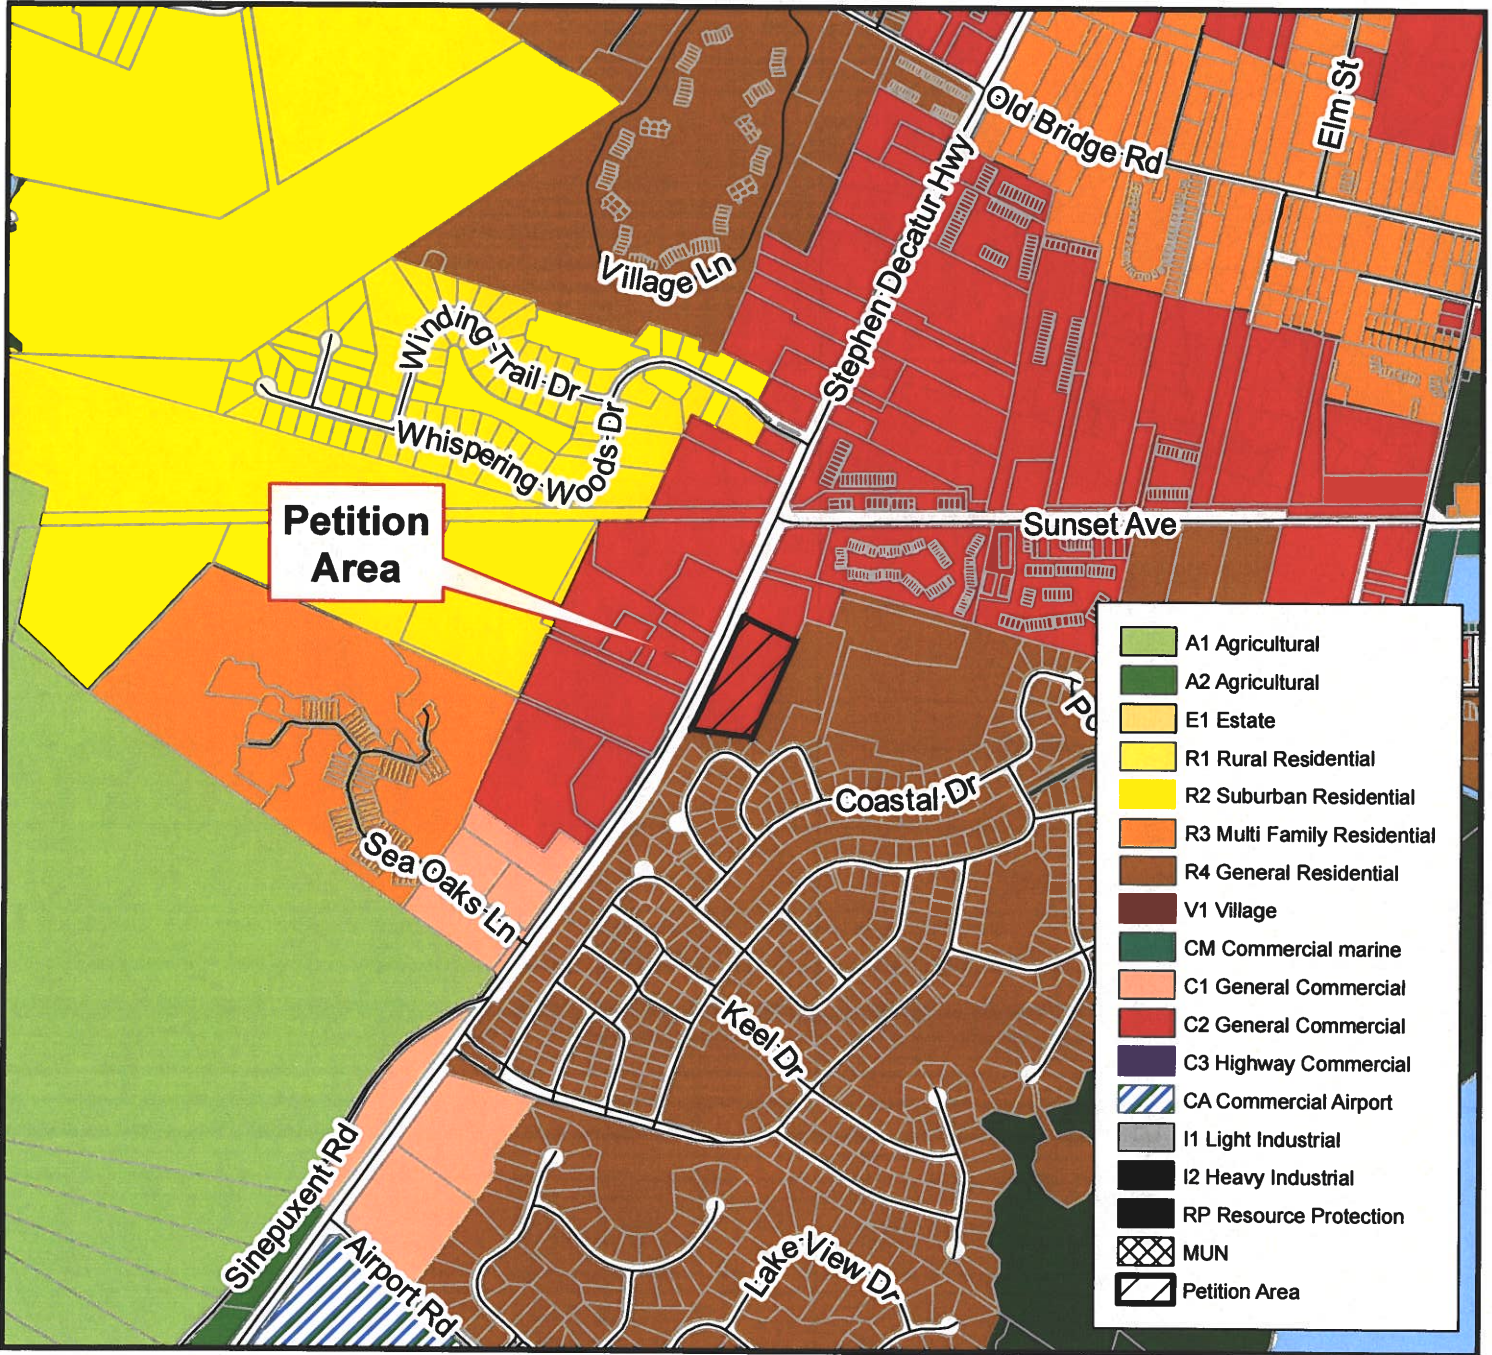 Old Bridge Rd
Elm St
Stephen Decatur Hwy
Village Ln
Winding Trail Dr
Whispering Woods Dr
Petition
Area
Sunset Ave
Coastal Dr
Sea Oaks Ln
Keel Dr
Sinepuxent Rd
Airport Rd
Lake View Dr
A1 Agricultural
A2 Agricultural
E1 Estate
R1 Rural Residential
R2 Suburban Residential
R3 Multi Family Residential
R4 General Residential
V1 Village
CM Commercial marine
C1 General Commercial
C2 General Commercial
C3 Highway Commercial
CA Commercial Airport
I1 Light Industrial
I2 Heavy Industrial
RP Resource Protection
MUN
Petition Area